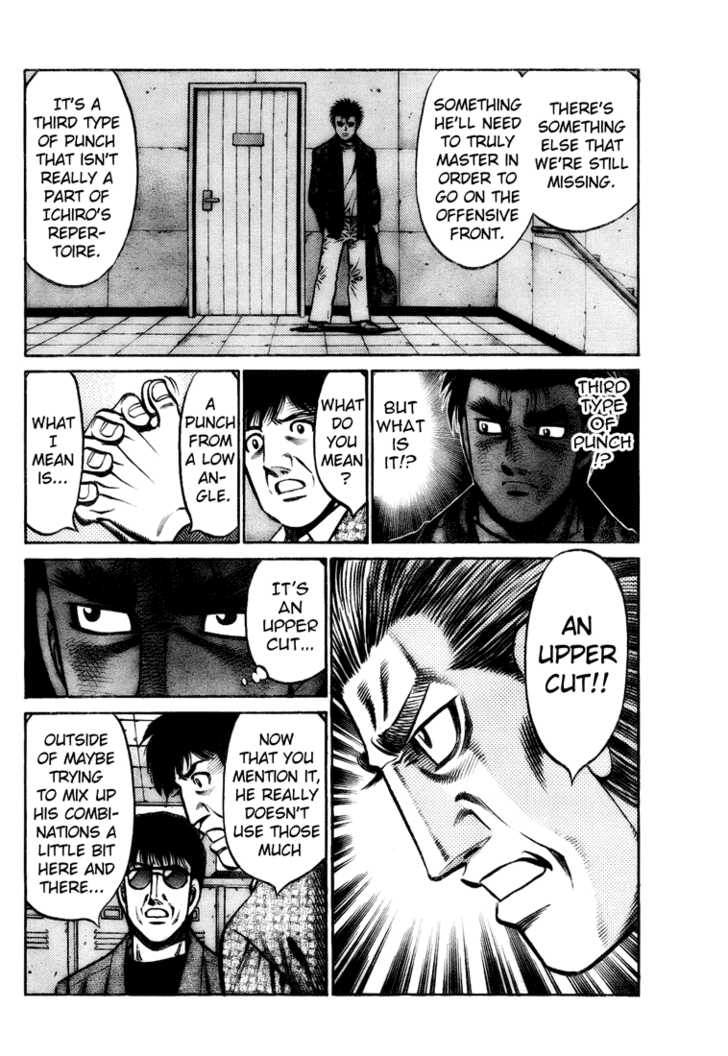 THERE'S
SOMETHING
ELSE THAT
WE'RE STILL
MISSING.
SOMETHING
HE'LL NEED
TO TRULY
MASTER IN
ORDER TO
GO ON THE
OFFENSIVE
FRONT.
IT'S A
THIRD TYPE
OF PUNCH
THAT ISN'T
REALLY A
PART OF
ICHIRO'S
REPER-
TOIRE.
THIRD
TYPE
OF
PUNCH
!?
BUT
WHAT
IS
IT!?
WHAT
DO
YOU
MEAN
?
A
PUNCH
FROM
A LOW
AN-
GLE.
WHAT
I
MEAN
IS...
AN
UPPER
CUT!!
IT'S
AN
UPPER
CUT...
NOW
THAT YOU
MENTION IT,
HE REALLY
DOESN'T
USE THOSE
MUCH
OUTSIDE
OF MAYBE
TRYING
TO MIX UP
HIS COMBI-
NATIONS A
LITTLE BIT
HERE AND
THERE...